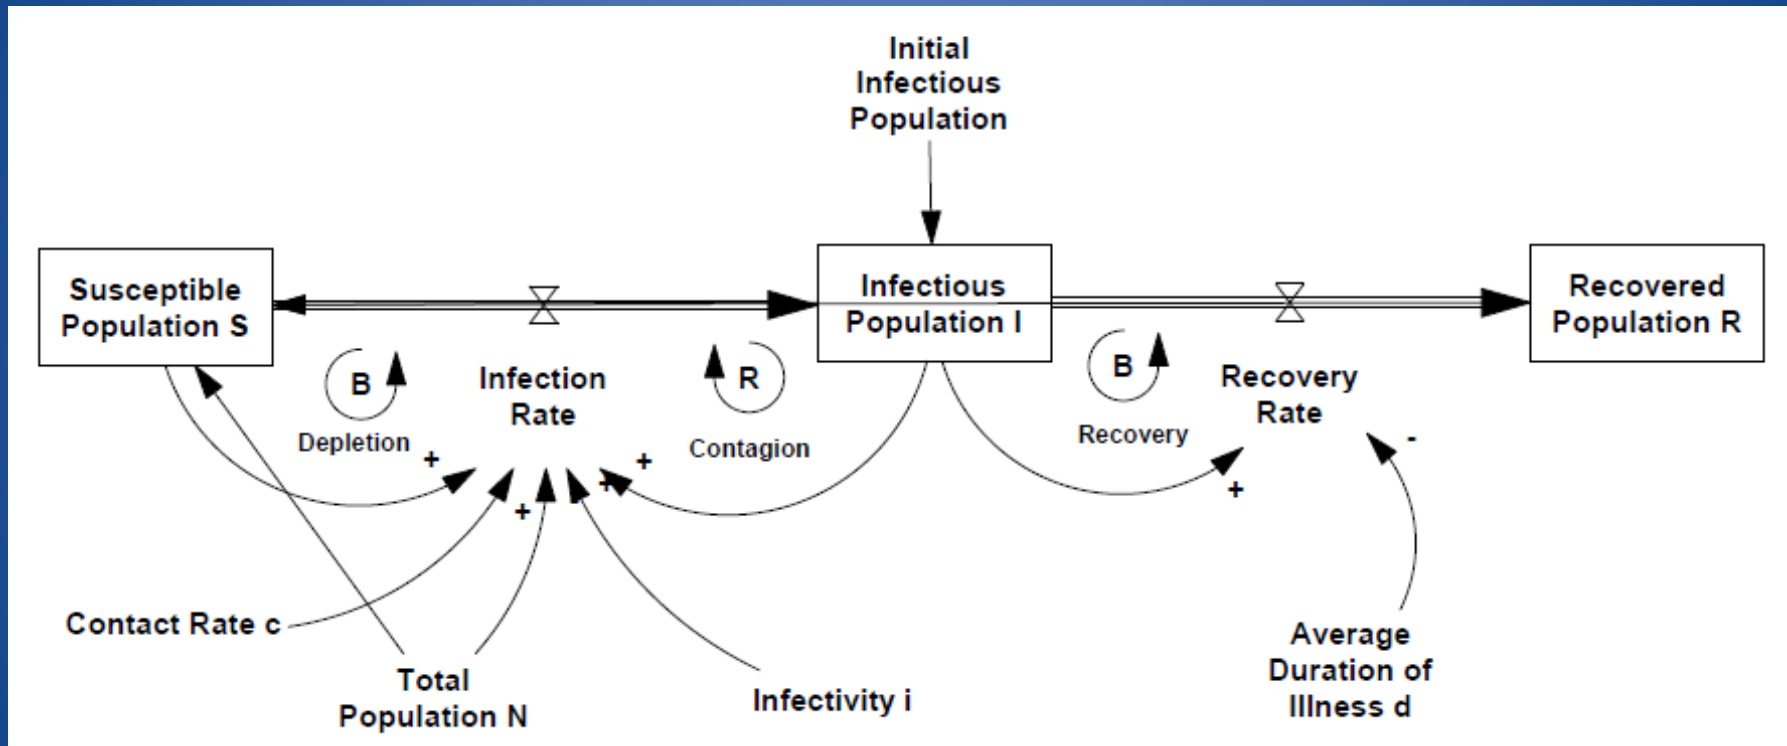 Initial
Infectious
Population
Susceptible
Population S
Infectious
Population I
Recovered
Population R
B
Depletion
Infection
Rate
R
Contagion
B
Recovery
Recovery
Rate
+
+
+
-
+
+
-
Contact Rate c
Total
Population N
Infectivity i
Average
Duration of
Illness d